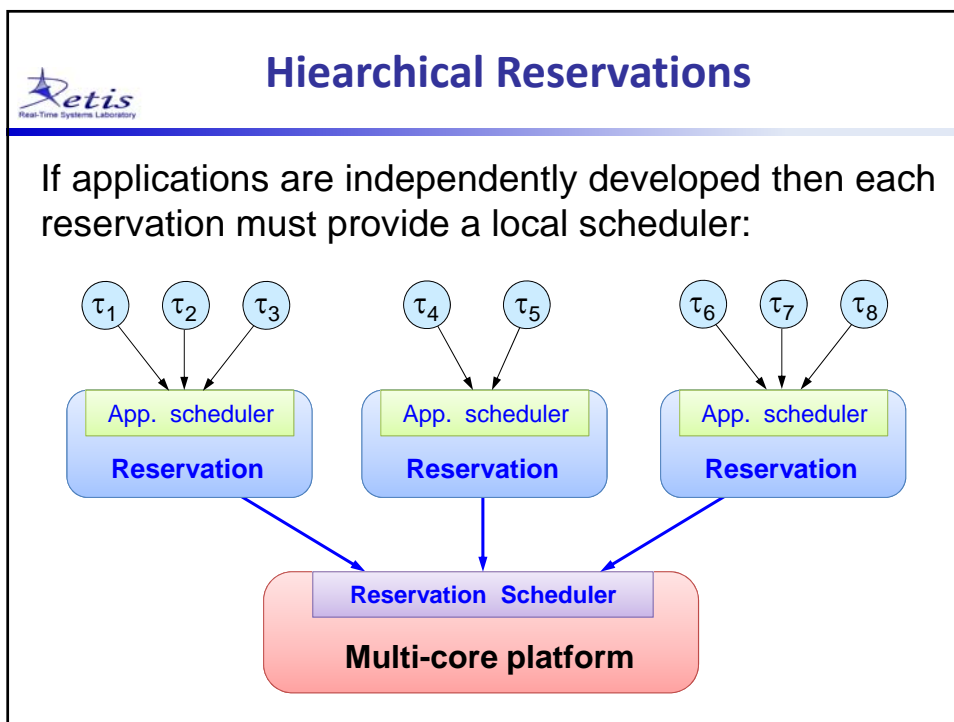 Hiearchical Reservations
Retis
Real-Time Systems Laboratory
If applications are independently developed then each
reservation must provide a local scheduler:
τ1 τ2 τ3 τ4 τ5 τ6 τ7 τ8
App. scheduler App. scheduler App. scheduler
Reservation Reservation Reservation
Reservation Scheduler
Multi-core platform